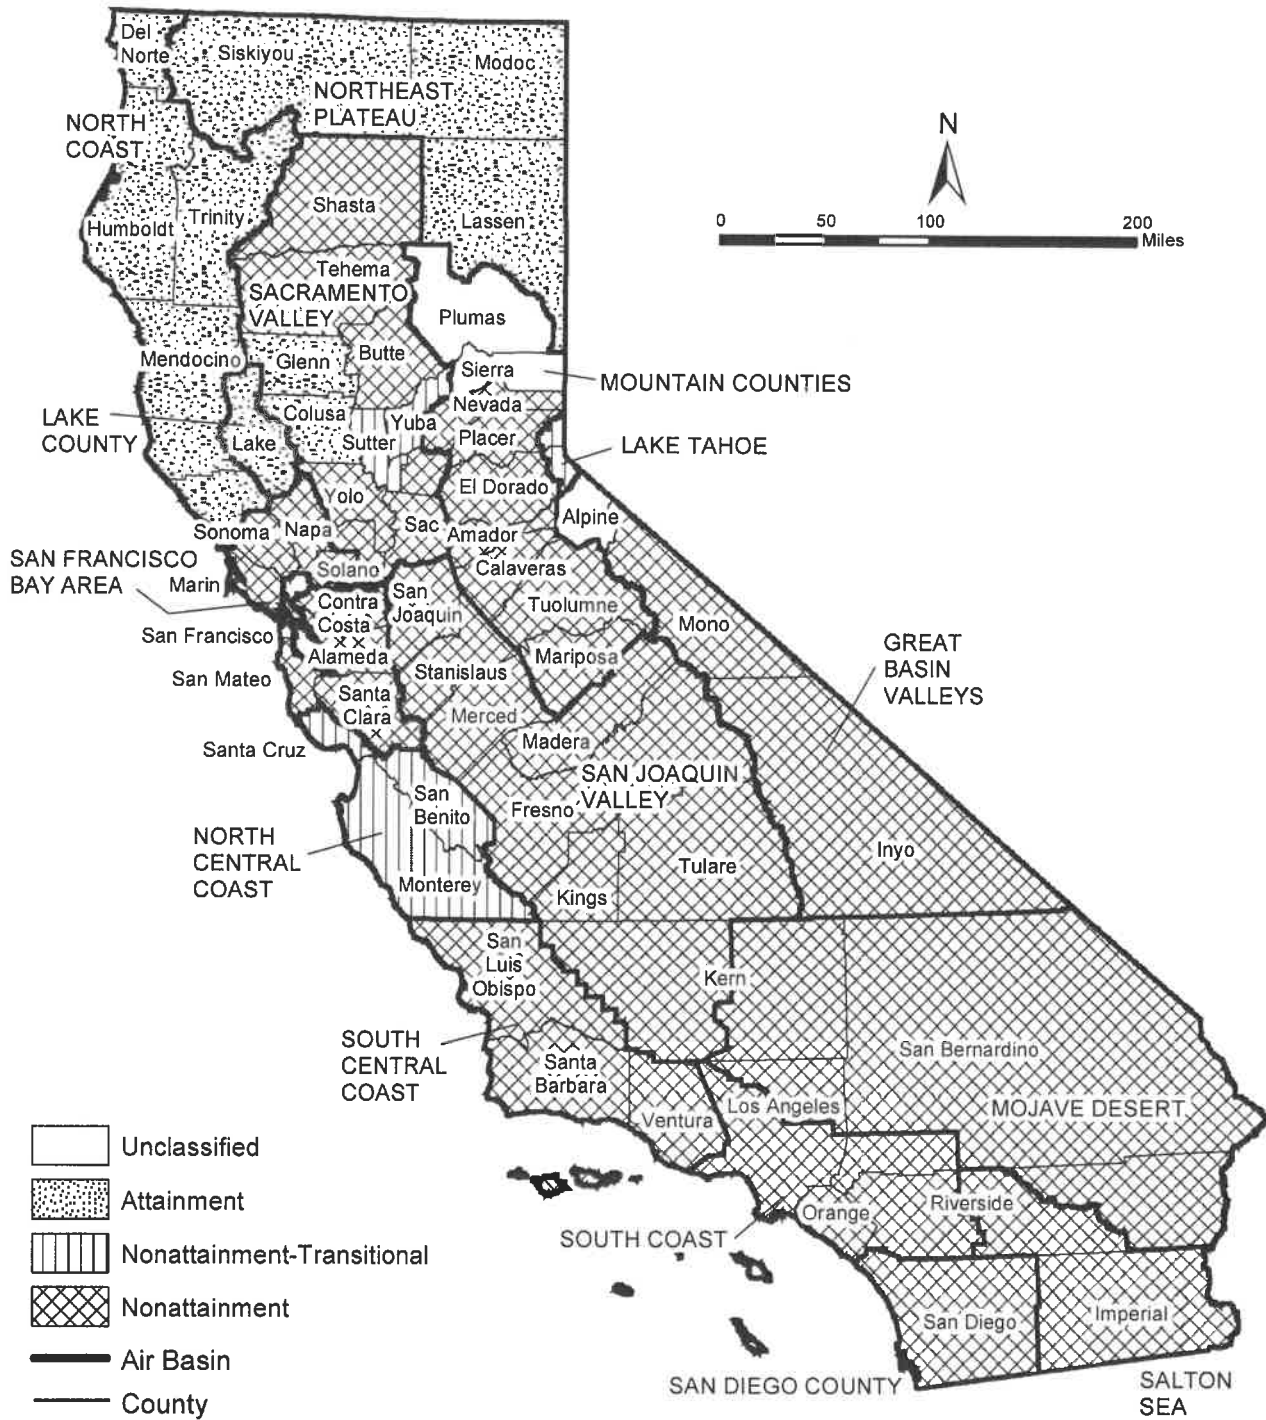 Del
Norte
Siskiyou
Modoc
NORTHEAST
PLATEAU
NORTH
COAST
N
Shasta
Trinity
Humboldt
Lassen
0 50 100 200
Miles
Tehema
SACRAMENTO
VALLEY
Plumas
Mendocino
Glenn
Butte
Sierra
MOUNTAIN COUNTIES
Nevada
LAKE
COUNTY
Colusa
Yuba
Sutter
Placer
Lake
LAKE TAHOE
El Dorado
Yolo
Alpine
Sonoma
Napa
Sac
Amador
SAN FRANCISCO
BAY AREA
Marin
Solano
Calaveras
Contra
Costa
San
Joaquin
Tuolumne
Mono
San Francisco
Alameda
Mariposa
GREAT
BASIN
VALLEYS
San Mateo
Stanislaus
Santa
Clara
Merced
Santa Cruz
Madera
SAN JOAQUIN
VALLEY
San
Benito
Fresno
NORTH
CENTRAL
COAST
Inyo
Tulare
Monterey
Kings
San
Luis
Obispo
Kern
SOUTH
CENTRAL
COAST
San Bernardino
Santa
Barbara
Los Angeles
MOJAVE DESERT
Ventura
Unclassified
Attainment
Riverside
Orange
SOUTH COAST
Nonattainment-Transitional
Nonattainment
San Diego
Imperial
Air Basin
SAN DIEGO COUNTY
SALTON
SEA
County